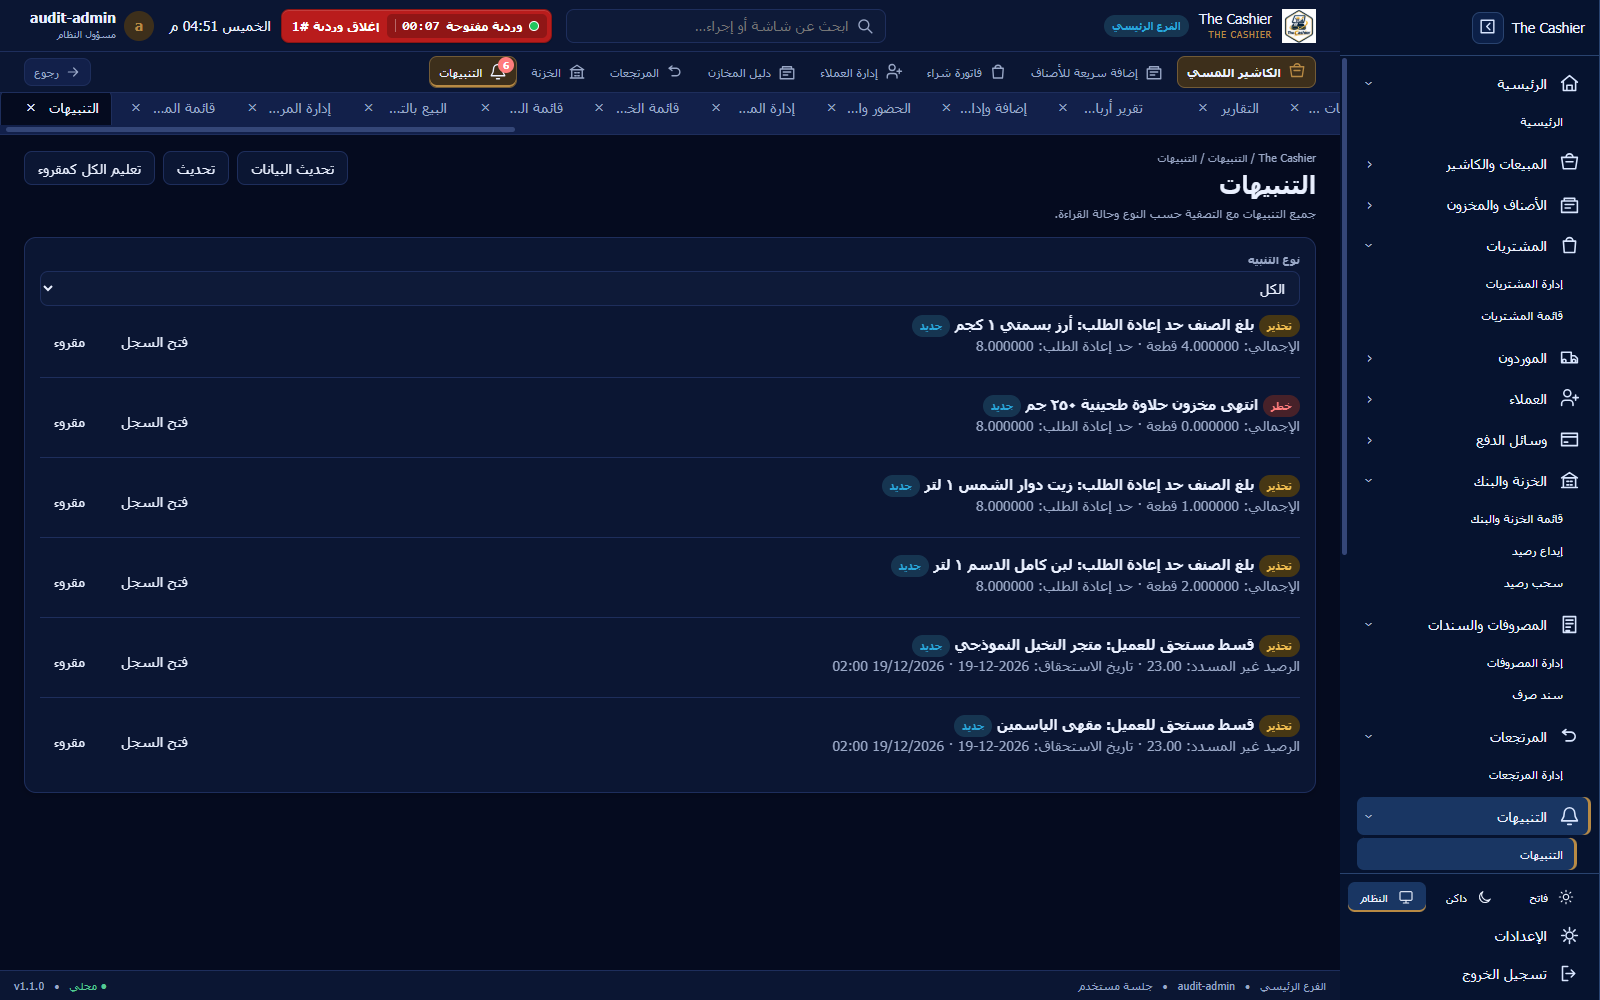 The Cashier
الرئيسية
الرئيسية
المبيعات والكاشير
الأصناف والمخزون
المشتريات
إدارة المشتريات
قائمة المشتريات
الموردون
العملاء
وسائل الدفع
الخزنة والبنك
قائمة الخزنة والبنك
إيداع رصيد
سحب رصيد
المصروفات والسندات
إدارة المصروفات
سند صرف
المرتجعات
إدارة المرتجعات
التنبيهات
التنبيهات
فاتح
داكن
النظام
الإعدادات
تسجيل الخروج
The Cashier
THE CASHIER
الفرع الرئيسي
ابحث عن شاشة أو إجراء...
وردية مفتوحة 00:07
إغلاق وردية #1
الخميس 04:51 م
a
audit-admin
مسؤول النظام
الكاشير اللمسي
إضافة سريعة للأصناف
فاتورة شراء
إدارة العملاء
دليل المخازن
المرتجعات
الخزنة
التنبيهات
6
رجوع
ات ...
التقارير
تقرير أربا...
إضافة وإدا...
الحضور وا...
إدارة الم...
قائمة الخ...
قائمة الـ...
البيع بالت...
إدارة المر...
قائمة الم...
التنبيهات
The Cashier / التنبيهات / التنبيهات
التنبيهات
جميع التنبيهات مع التصفية حسب النوع وحالة القراءة.
تحديث البيانات
تحديث
تعليم الكل كمقروء
نوع التنبيه
الكل
تحذير بلغ الصنف حد إعادة الطلب: أرز بسمتي ١ كجم جديد
الإجمالي: 4.000000 قطعة · حد إعادة الطلب: 8.000000
فتح السجل
مقروء
خطر انتهى مخزون حلاوة طحينية ٢٥٠ جم جديد
الإجمالي: 0.000000 قطعة · حد إعادة الطلب: 8.000000
فتح السجل
مقروء
تحذير بلغ الصنف حد إعادة الطلب: زيت دوار الشمس ١ لتر جديد
الإجمالي: 1.000000 قطعة · حد إعادة الطلب: 8.000000
فتح السجل
مقروء
تحذير بلغ الصنف حد إعادة الطلب: لبن كامل الدسم ١ لتر جديد
الإجمالي: 2.000000 قطعة · حد إعادة الطلب: 8.000000
فتح السجل
مقروء
تحذير قسط مستحق للعميل: متجر النخيل النموذجي جديد
الرصيد غير المسدد: 23.00 · تاريخ الاستحقاق: 2026-12-19 · 19/12/2026 02:00
فتح السجل
مقروء
تحذير قسط مستحق للعميل: مقهى الياسمين جديد
الرصيد غير المسدد: 23.00 · تاريخ الاستحقاق: 2026-12-19 · 19/12/2026 02:00
فتح السجل
مقروء
الفرع الرئيسي • audit-admin • جلسة مستخدم
محلي • v1.1.0